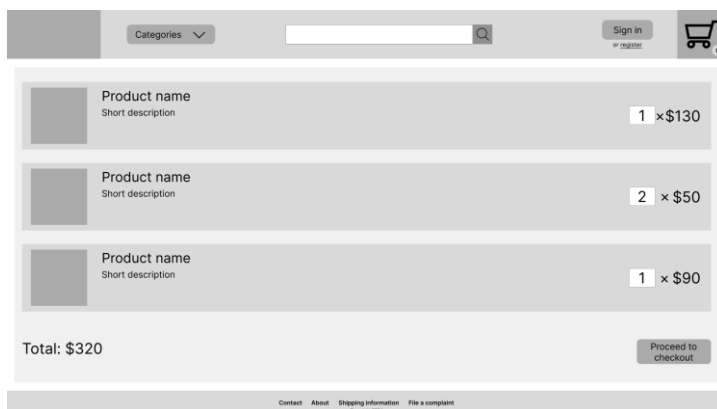 Categories
Sign in
or register
Product name
Short description
1 ×$130
Product name
Short description
2 × $50
Product name
Short description
1 × $90
Total: $320
Proceed to
checkout
Contact About Shipping information File a complaint